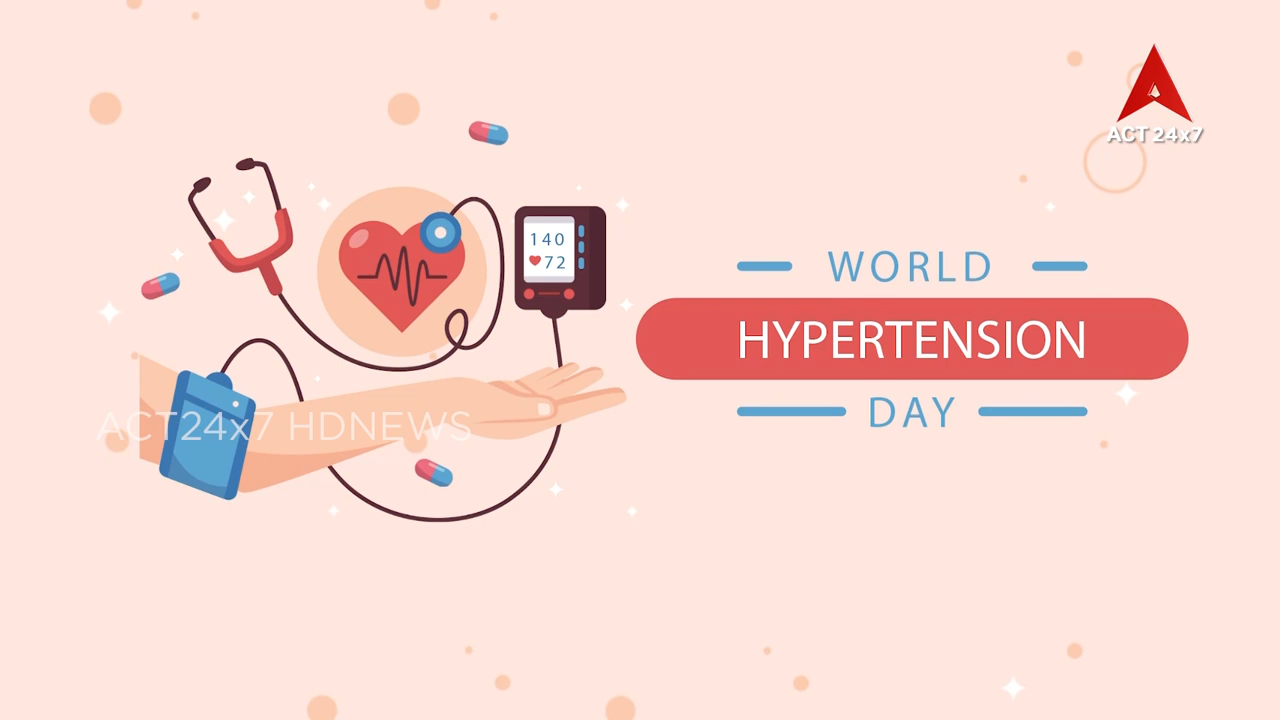 ACT 24x7
140
72
WORLD
HYPERTENSION
DAY
ACT24x7 HDNEWS